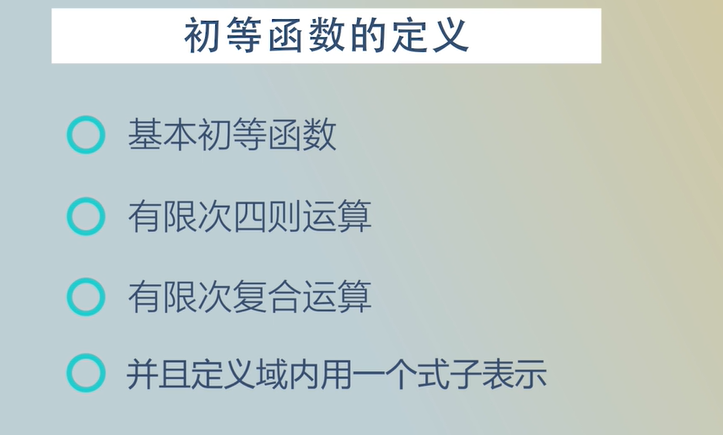 初等函数的定义
基本初等函数
有限次四则运算
有限次复合运算
并且定义域内用一个式子表示